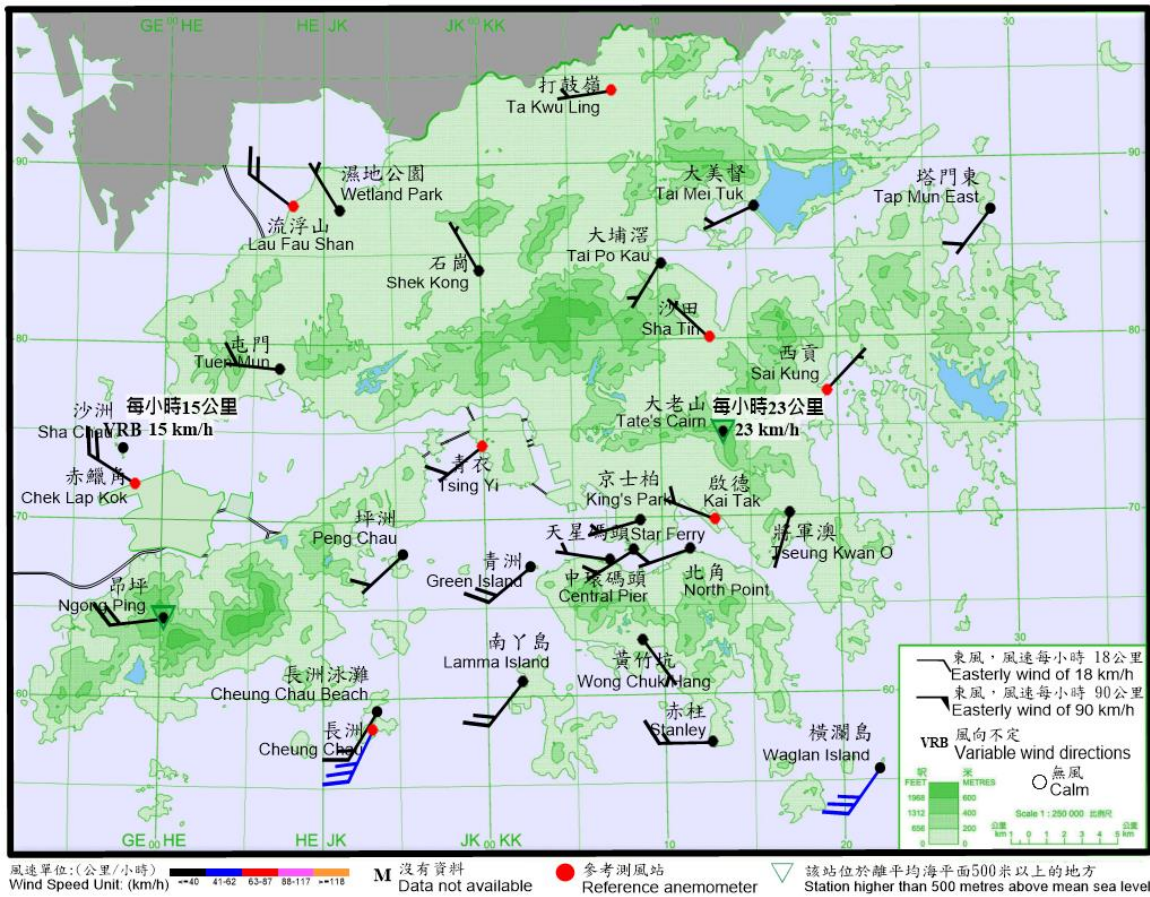 GE 00 HE
HE JK
JK 00 KK
10
20
30
打鼓嶺
Ta Kwu Ling
90
90
濕地公園
Wetland Park
大美督
Tai Mei Tuk
塔門東
Tap Mun East
流浮山
Lau Fau Shan
石崗
Shek Kong
大埔滘
Tai Po Kau
沙田
Sha Tin
80
80
屯門
Tuen Mun
西貢
Sai Kung
沙洲
Sha Chau
每小時15公里
VRB 15 km/h
大老山
Tate's Cairn
每小時23公里
23 km/h
赤鱲角
Chek Lap Kok
青衣
Tsing Yi
京士柏
King's Park
啟德
Kai Tak
70
70
坪洲
Peng Chau
天星碼頭
Star Ferry
將軍澳
Tseung Kwan O
青洲
Green Island
中環碼頭
Central Pier
北角
North Point
昂坪
Ngong Ping
南丫島
Lamma Island
黃竹坑
Wong Chuk Hang
30
60
60
長洲泳灘
Cheung Chau Beach
長洲
Cheung Chau
赤柱
Stanley
橫瀾島
Waglan Island
東風，風速每小時 18公里
Easterly wind of 18 km/h
東風，風速每小時 90公里
Easterly wind of 90 km/h
VRB 風向不定
Variable wind directions
無風
Calm
呎 米
FEET METRES
1968 600
1312 400
656 200
0 0
Scale 1 : 250 000 比例尺
公里 公里
km 1 0 1 2 3 4 5 km
GE 00 HE
HE JK
JK 00 KK
10
20
風速單位:(公里/小時)
Wind Speed Unit: (km/h)
<=40 41-62 63-87 88-117 >=118
M 沒有資料
Data not available
參考測風站
Reference anemometer
該站位於離平均海平面500米以上的地方
Station higher than 500 metres above mean sea level